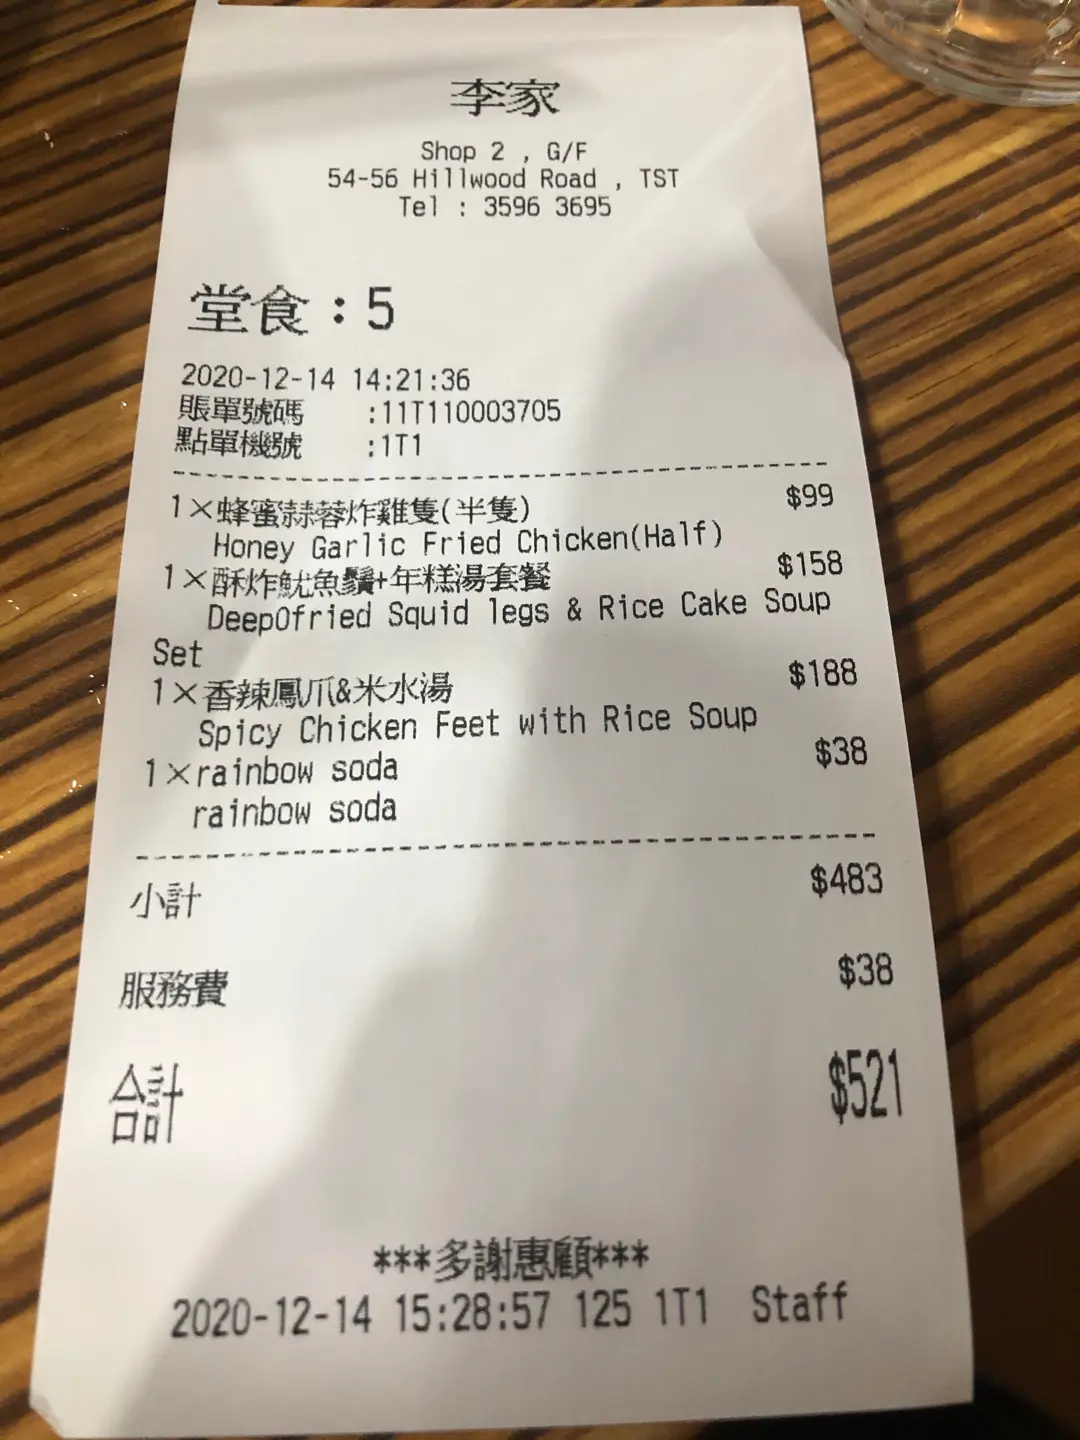 李家
Shop 2 , G/F
54-56 Hillwood Road , TST
Tel : 3596 3695
堂食：5
2020-12-14 14:21:36
賬單號碼 :11T110003705
點單機號 :1T1
1×蜂蜜蒜蓉炸雞隻(半隻) $99
Honey Garlic Fried Chicken(Half)
1×酥炸魷魚鬚+年糕湯套餐 $158
DeepOfried Squid legs & Rice Cake Soup
Set
1×香辣鳳爪&米水湯 $188
Spicy Chicken Feet with Rice Soup
1×rainbow soda $38
rainbow soda
小計 $483
服務費 $38
合計 $521
***多謝惠顧***
2020-12-14 15:28:57 125 1T1 Staff